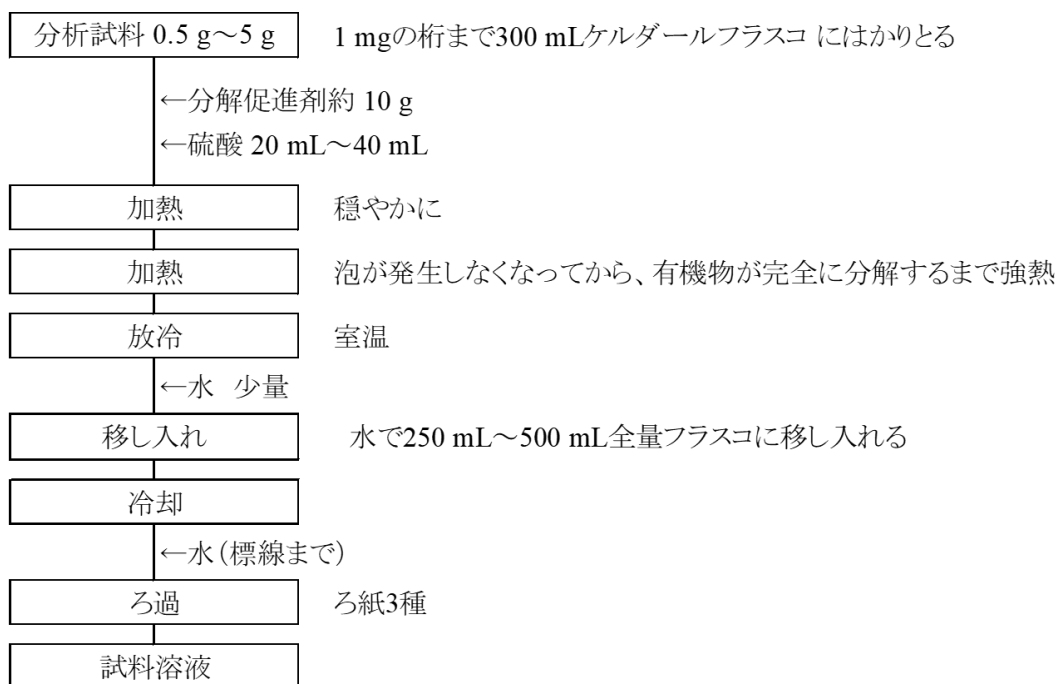 分析試料 0.5 g～5 g 1 mgの桁まで300 mLケルダールフラスコ にはかりとる
←分解促進剤約 10 g
←硫酸 20 mL～40 mL
加熱 穏やかに
加熱 泡が発生しなくなってから、有機物が完全に分解するまで強熱
放冷 室温
←水 少量
移し入れ 水で250 mL～500 mL全量フラスコに移し入れる
冷却
←水（標線まで）
ろ過 ろ紙3種
試料溶液